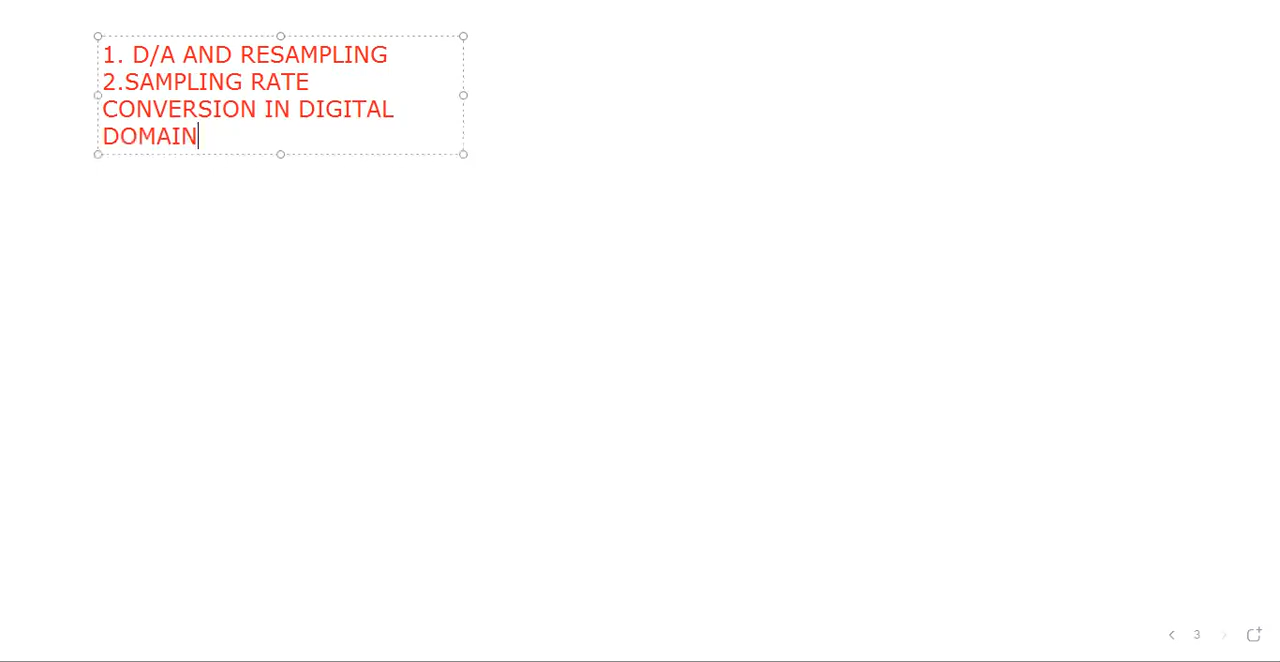 1. D/A AND RESAMPLING
2.SAMPLING RATE
CONVERSION IN DIGITAL
DOMAIN
3